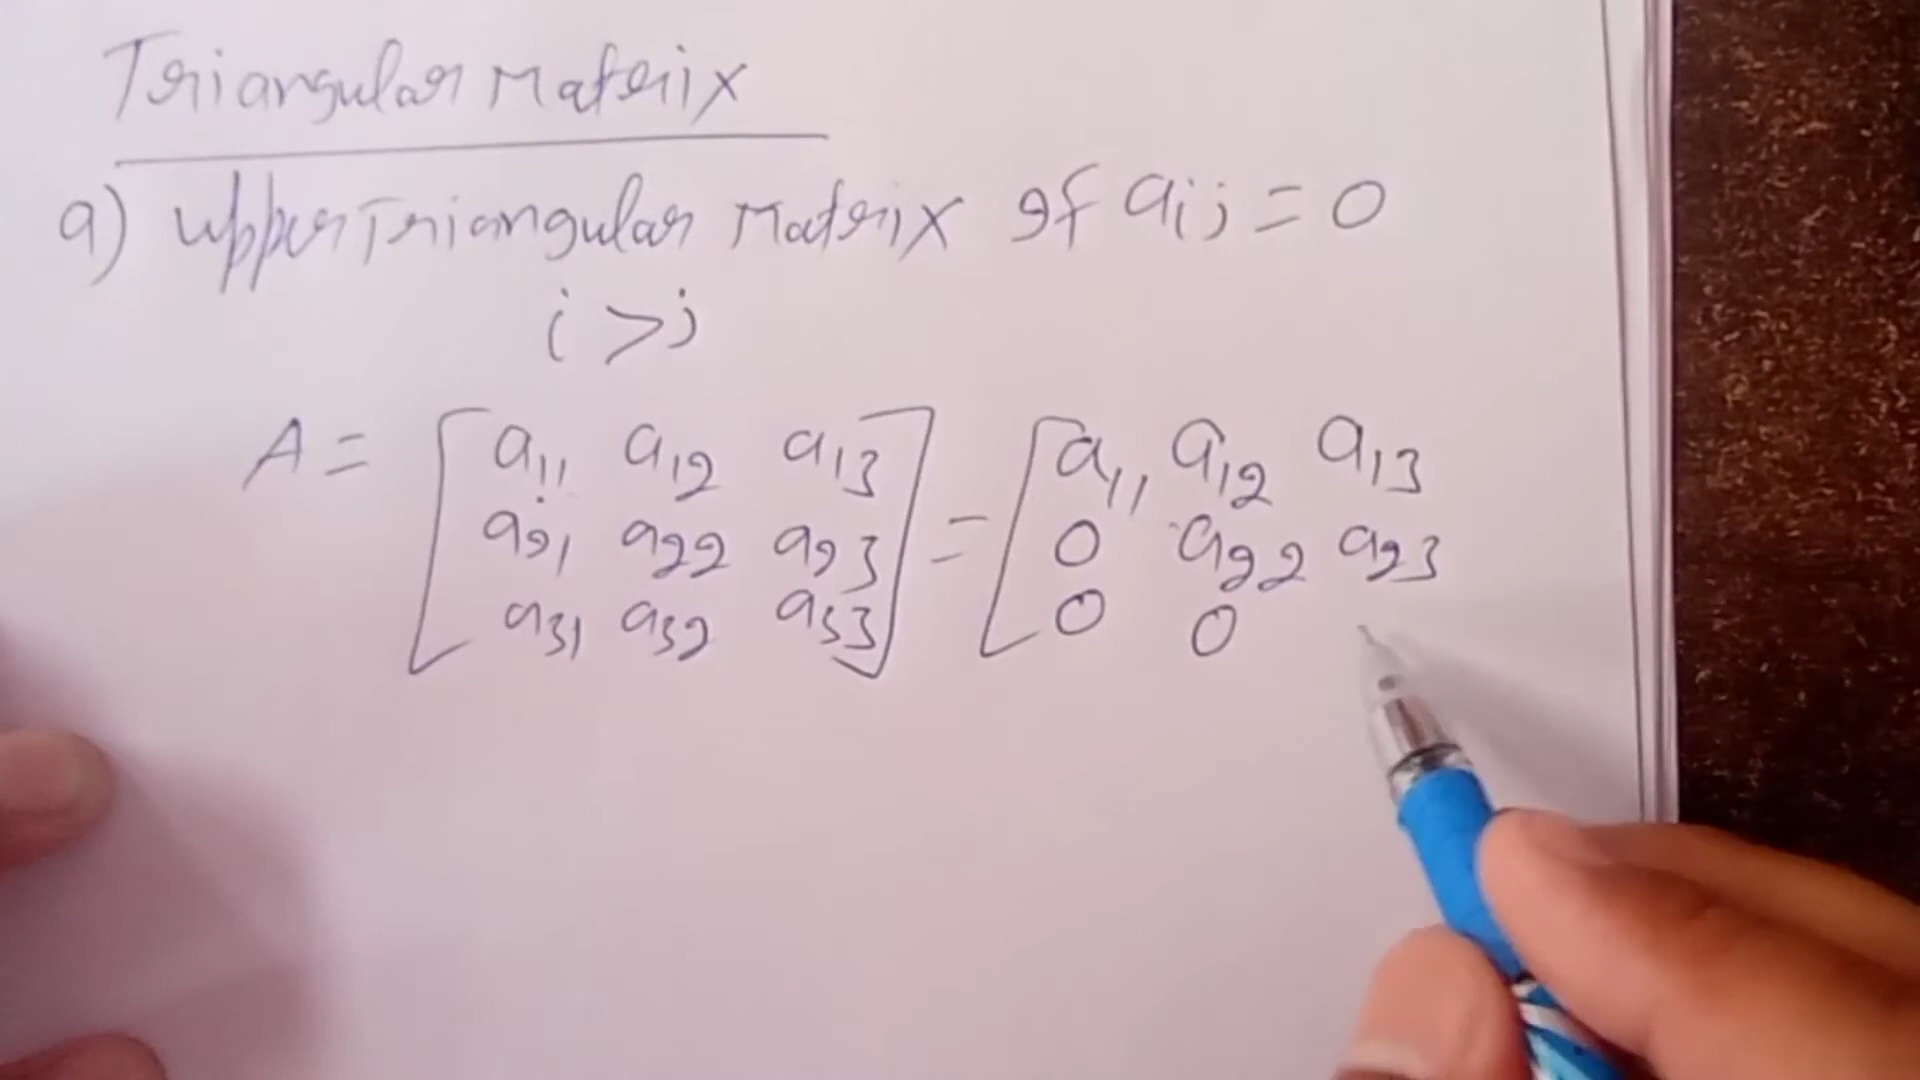 Triangular Matrix
a) Upper Triangular Matrix If aij = 0
i > j
A = [a11 a12 a13] = [a11 a12 a13
a21 a22 a23 0 a22 a23
a31 a32 a33 0 0